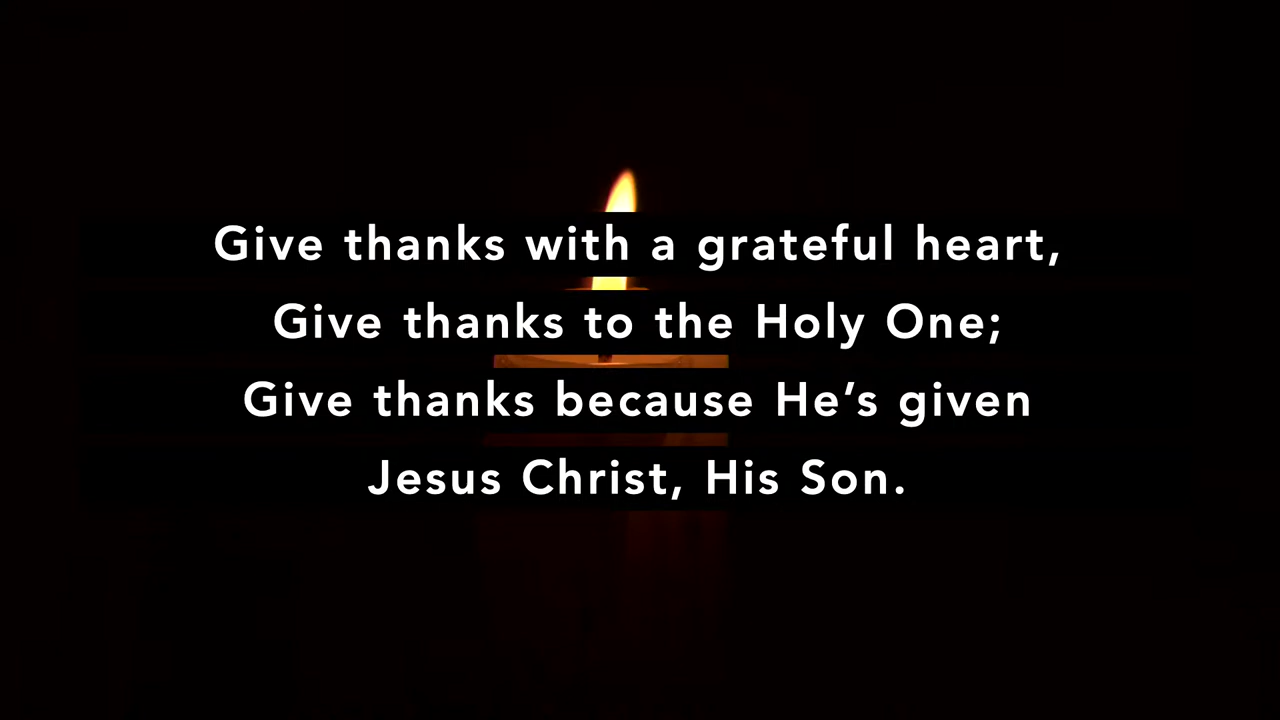 Give thanks with a grateful heart,
Give thanks to the Holy One;
Give thanks because He’s given
Jesus Christ, His Son.